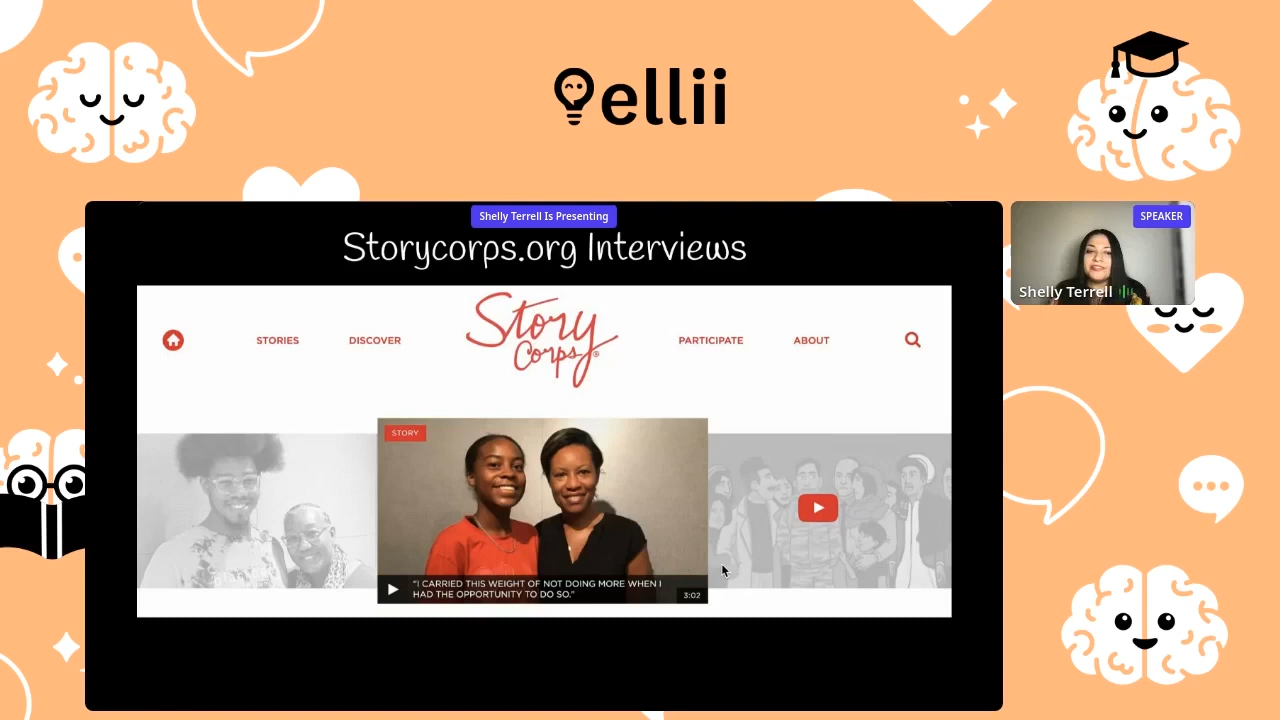 ellii
Shelly Terrell Is Presenting
SPEAKER
Storycorps.org Interviews
Shelly Terrell
STORIES
DISCOVER
Story
Corps®
PARTICIPATE
ABOUT
STORY
"I CARRIED THIS WEIGHT OF NOT DOING MORE WHEN I
HAD THE OPPORTUNITY TO DO SO."
3:02